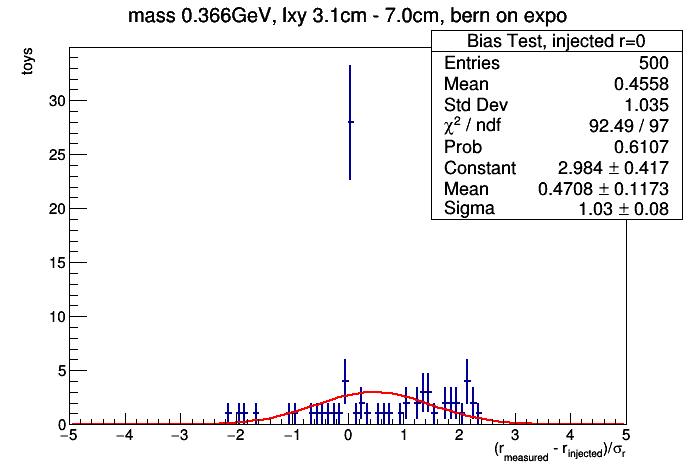 mass 0.366GeV, lxy 3.1cm - 7.0cm, bern on expo
toys
Bias Test, injected r=0
Entries 500
Mean 0.4558
Std Dev 1.035
χ² / ndf 92.49 / 97
Prob 0.6107
Constant 2.984 ± 0.417
Mean 0.4708 ± 0.1173
Sigma 1.03 ± 0.08
30
25
20
15
10
5
0
−5 −4 −3 −2 −1 0 1 2 3 4 5
(r_measured - r_injected)/σ_r